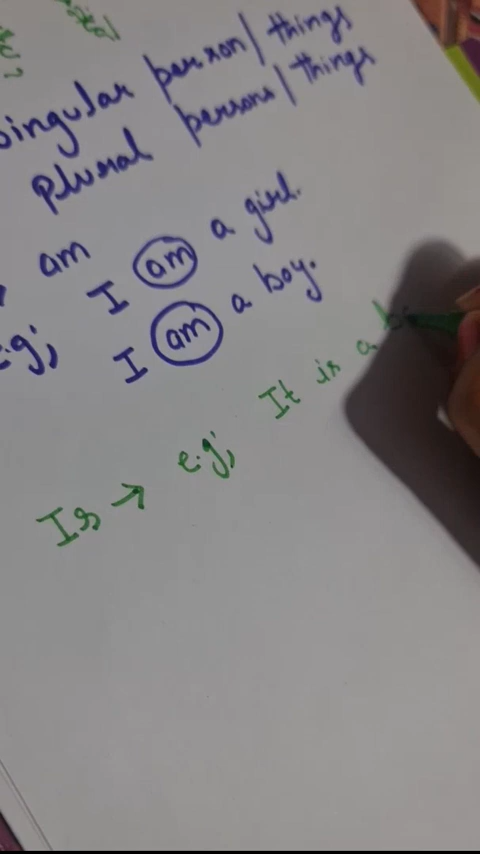 Singular person/things
plural persons/things
am
e.g; I am a girl.
I am a boy.
Is → e.g; It is a